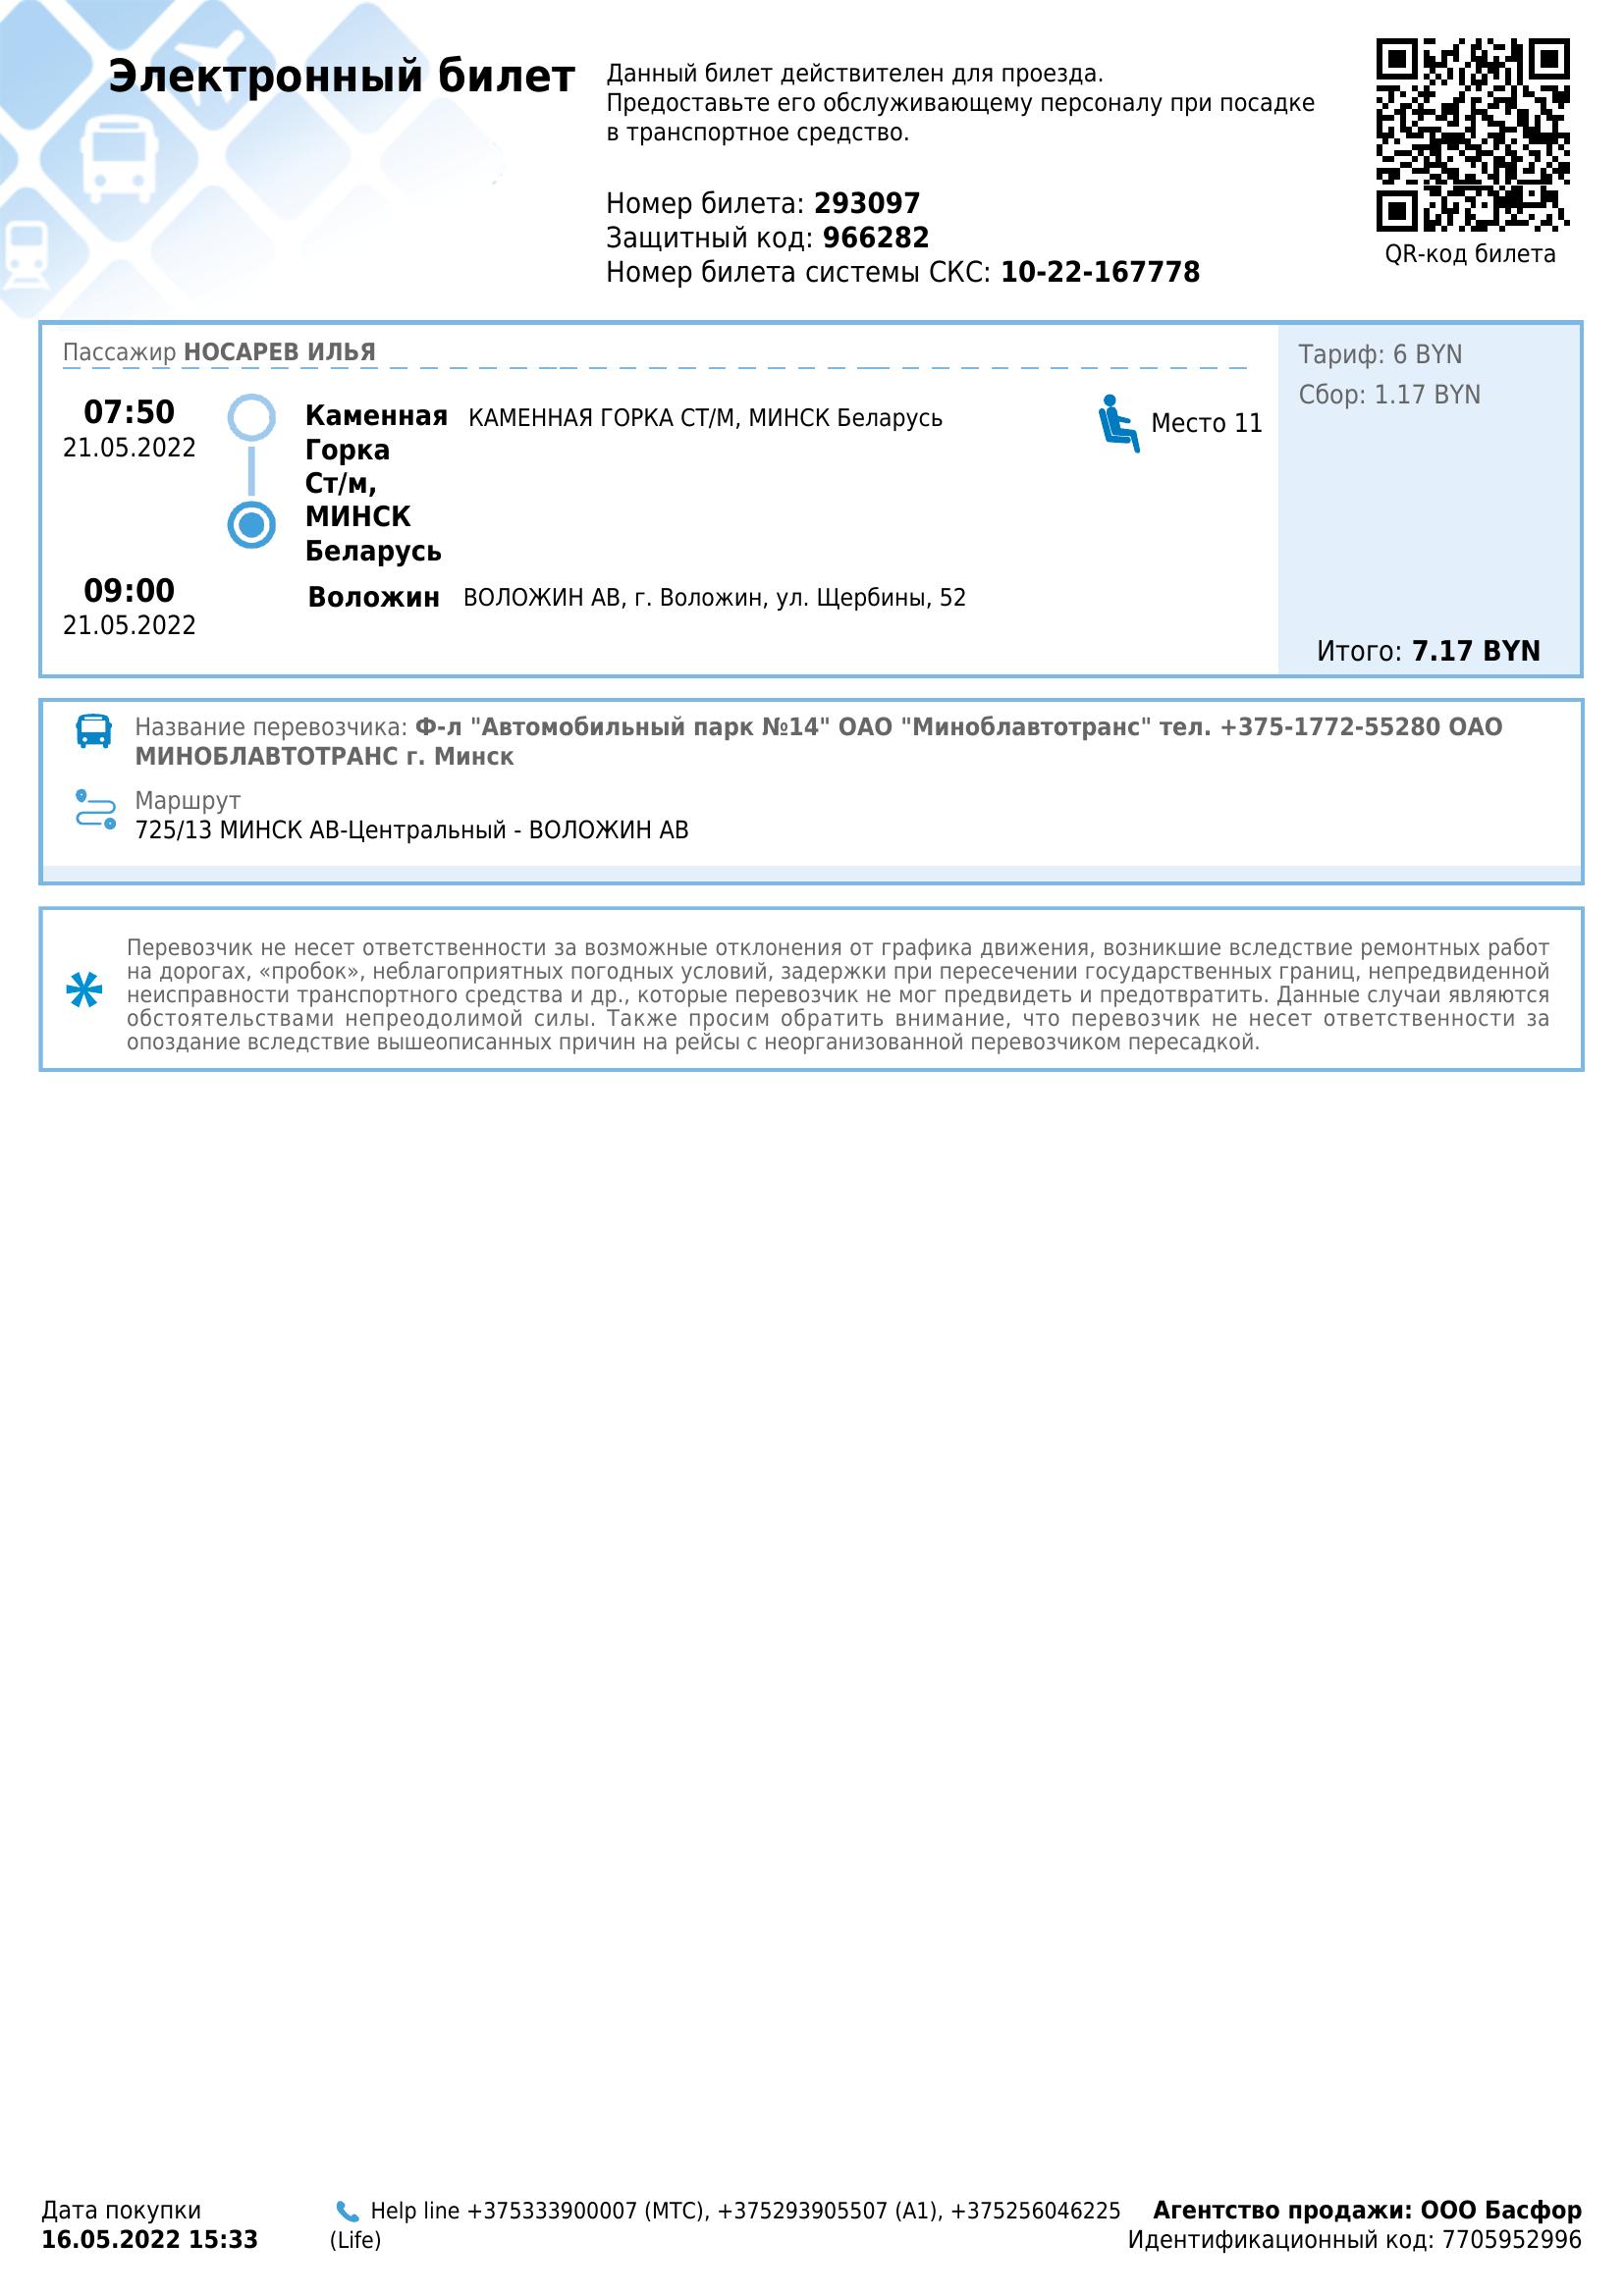 Электронный билет
Данный билет действителен для проезда.
Предоставьте его обслуживающему персоналу при посадке
в транспортное средство.
Номер билета: 293097
Защитный код: 966282
Номер билета системы СКС: 10-22-167778
QR-код билета
Пассажир НОСАРЕВ ИЛЬЯ
07:50
21.05.2022
Каменная
Горка
Ст/м,
МИНСК
Беларусь
КАМЕННАЯ ГОРКА СТ/М, МИНСК Беларусь
Место 11
09:00
21.05.2022
Воложин
ВОЛОЖИН АВ, г. Воложин, ул. Щербины, 52
Тариф: 6 BYN
Сбор: 1.17 BYN
Итого: 7.17 BYN
Название перевозчика: Ф-л "Автомобильный парк №14" ОАО "Миноблавтотранс" тел. +375-1772-55280 ОАО
МИНОБЛАВТОТРАНС г. Минск
Маршрут
725/13 МИНСК АВ-Центральный - ВОЛОЖИН АВ
* Перевозчик не несет ответственности за возможные отклонения от графика движения, возникшие вследствие ремонтных работ
на дорогах, «пробок», неблагоприятных погодных условий, задержки при пересечении государственных границ, непредвиденной
неисправности транспортного средства и др., которые перевозчик не мог предвидеть и предотвратить. Данные случаи являются
обстоятельствами непреодолимой силы. Также просим обратить внимание, что перевозчик не несет ответственности за
опоздание вследствие вышеописанных причин на рейсы с неорганизованной перевозчиком пересадкой.
Дата покупки
16.05.2022 15:33
Help line +375333900007 (МТС), +375293905507 (А1), +375256046225
(Life)
Агентство продажи: ООО Басфор
Идентификационный код: 7705952996